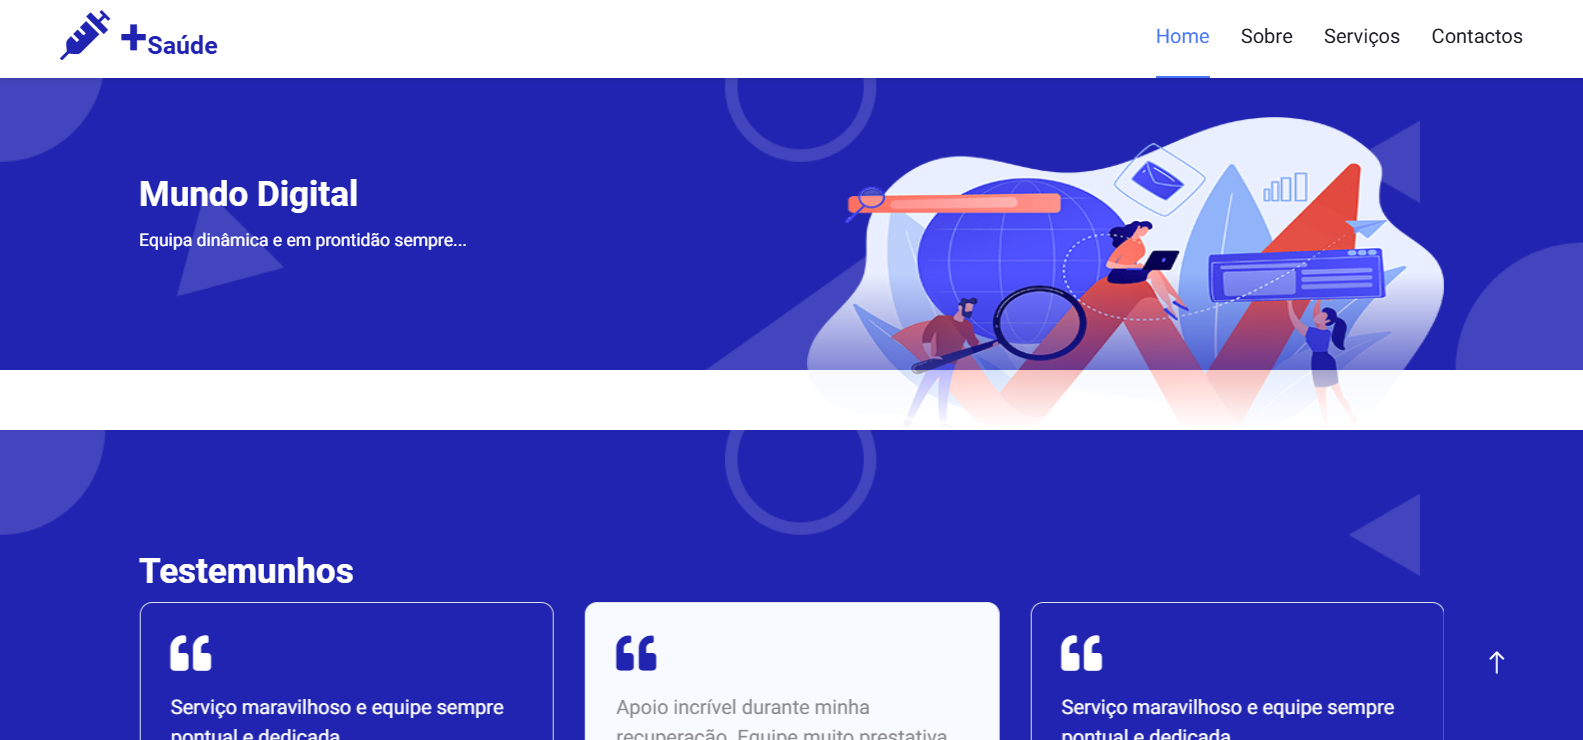 +Saúde
Home Sobre Serviços Contactos
Mundo Digital
Equipa dinâmica e em prontidão sempre...
Testemunhos
Serviço maravilhoso e equipe sempre
pontual e dedicada
Apoio incrível durante minha
recuperação. Equipe muito prestativa
Serviço maravilhoso e equipe sempre
pontual e dedicada